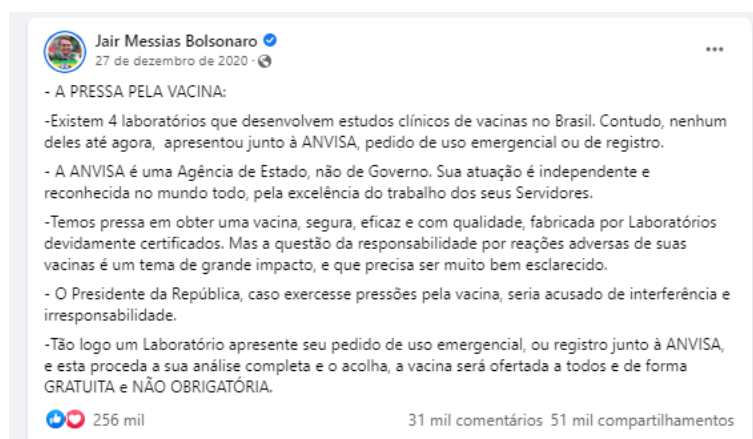 Jair Messias Bolsonaro
27 de dezembro de 2020 ·
- A PRESSA PELA VACINA:
-Existem 4 laboratórios que desenvolvem estudos clínicos de vacinas no Brasil. Contudo, nenhum
deles até agora,  apresentou junto à ANVISA, pedido de uso emergencial ou de registro.
- A ANVISA é uma Agência de Estado, não de Governo. Sua atuação é independente e
reconhecida no mundo todo, pela excelência do trabalho dos seus Servidores.
-Temos pressa em obter uma vacina, segura, eficaz e com qualidade, fabricada por Laboratórios
devidamente certificados. Mas a questão da responsabilidade por reações adversas de suas
vacinas é um tema de grande impacto, e que precisa ser muito bem esclarecido.
- O Presidente da República, caso exercesse pressões pela vacina, seria acusado de interferência e
irresponsabilidade.
-Tão logo um Laboratório apresente seu pedido de uso emergencial, ou registro junto à ANVISA,
e esta proceda a sua análise completa e o acolha, a vacina será ofertada a todos e de forma
GRATUITA e NÃO OBRIGATÓRIA.
256 mil 31 mil comentários 51 mil compartilhamentos